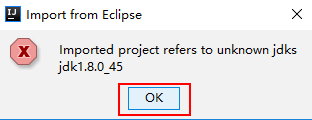 Import from Eclipse
Imported project refers to unknown jdks
jdk1.8.0_45
OK